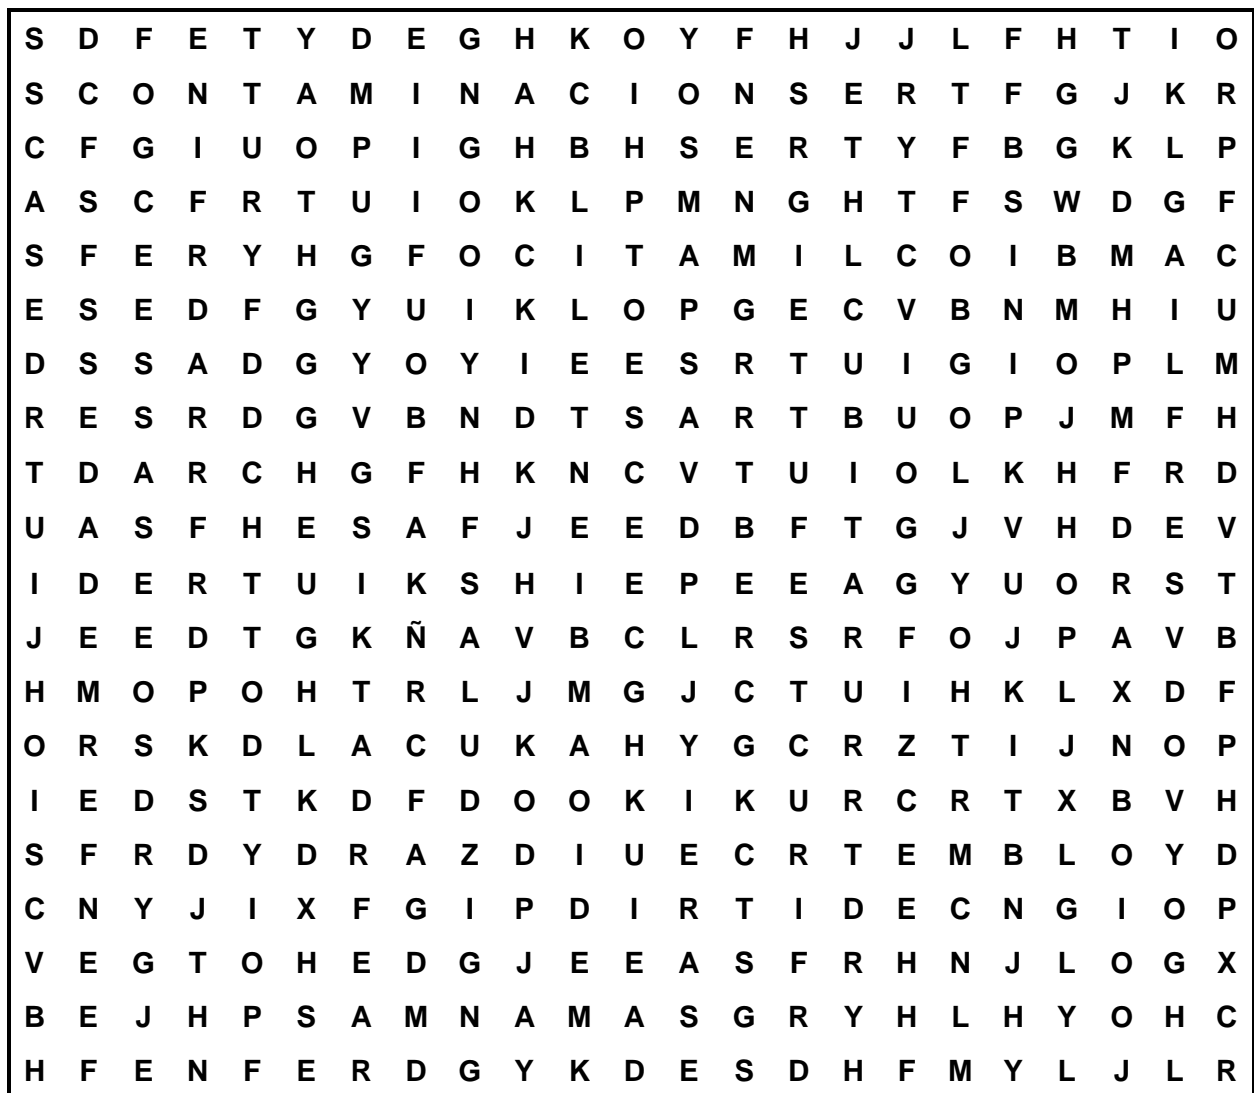 S D F E T Y D E G H K O Y F H J J L F H T I O
S C O N T A M I N A C I O N S E R T F G J K R
C F G I U O P I G H B H S E R T Y F B G K L P
A S C F R T U I O K L P M N G H T F S W D G F
S F E R Y H G F O C I T A M I L C O I B M A C
E S E D F G Y U I K L O P G E C V B N M H I U
D S S A D G Y O Y I E E S R T U I G I O P L M
R E S R D G V B N D T S A R T B U O P J M F H
T D A R C H G F H K N C V T U I O L K H F R D
U A S F H E S A F J E E D B F T G J V H D E V
I D E R T U I K S H I E P E E A G Y U O R S T
J E E D T G K Ñ A V B C L R S R F O J P A V B
H M O P O H T R L J M G J C T U I H K L X D F
O R S K D L A C U K A H Y G C R Z T I J N O P
I E D S T K D F D O O K I K U R C R T X B V H
S F R D Y D R A Z D I U E C R T E M B L O Y D
C N Y J I X F G I P D I R T I D E C N G I O P
V E G T O H E D G J E E A S F R H N J L O G X
B E J H P S A M N A M A S G R Y H L H Y O H C
H F E N F E R D G Y K D E S D H F M Y L J L R